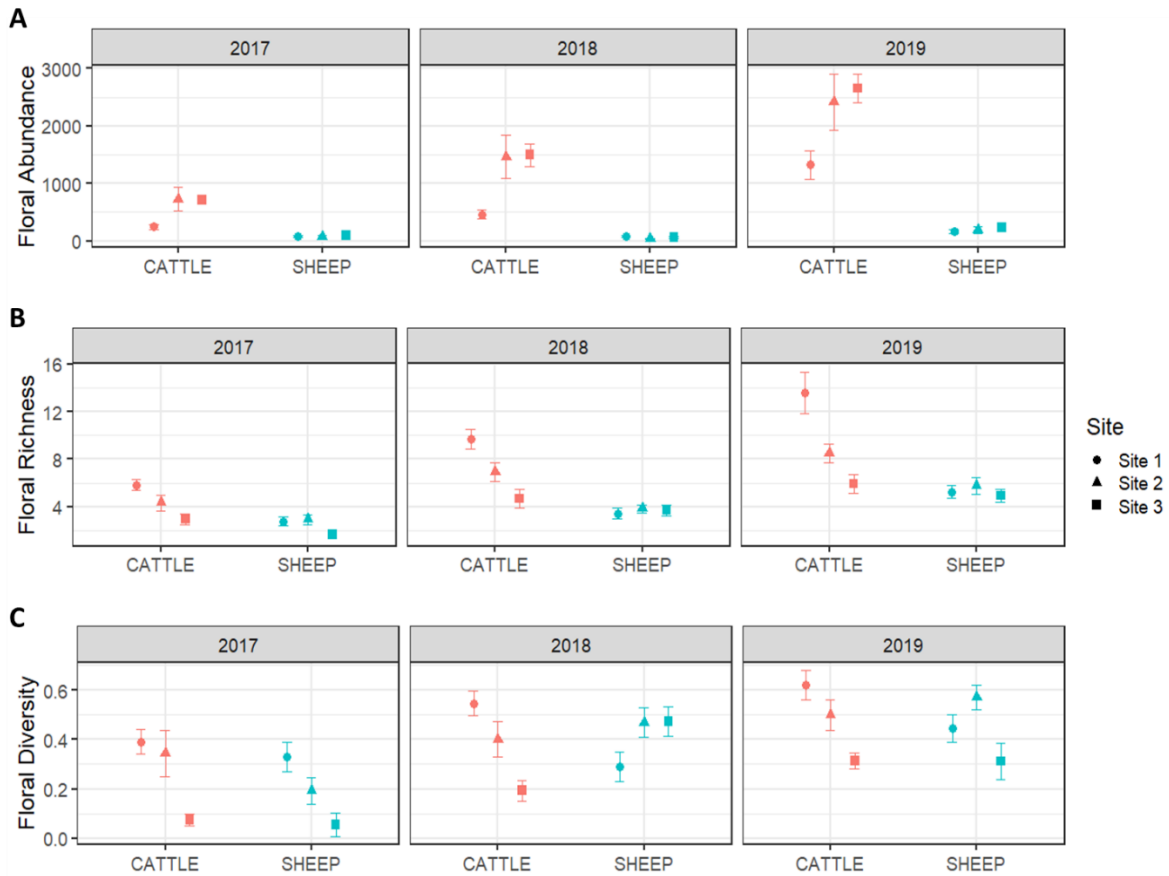 A
2017 2018 2019
Floral Abundance
3000
2000
1000
0
CATTLE SHEEP CATTLE SHEEP CATTLE SHEEP
B
2017 2018 2019
Floral Richness
16
12
8
4
CATTLE SHEEP CATTLE SHEEP CATTLE SHEEP
Site
Site 1
Site 2
Site 3
C
2017 2018 2019
Floral Diversity
0.6
0.4
0.2
0.0
CATTLE SHEEP CATTLE SHEEP CATTLE SHEEP